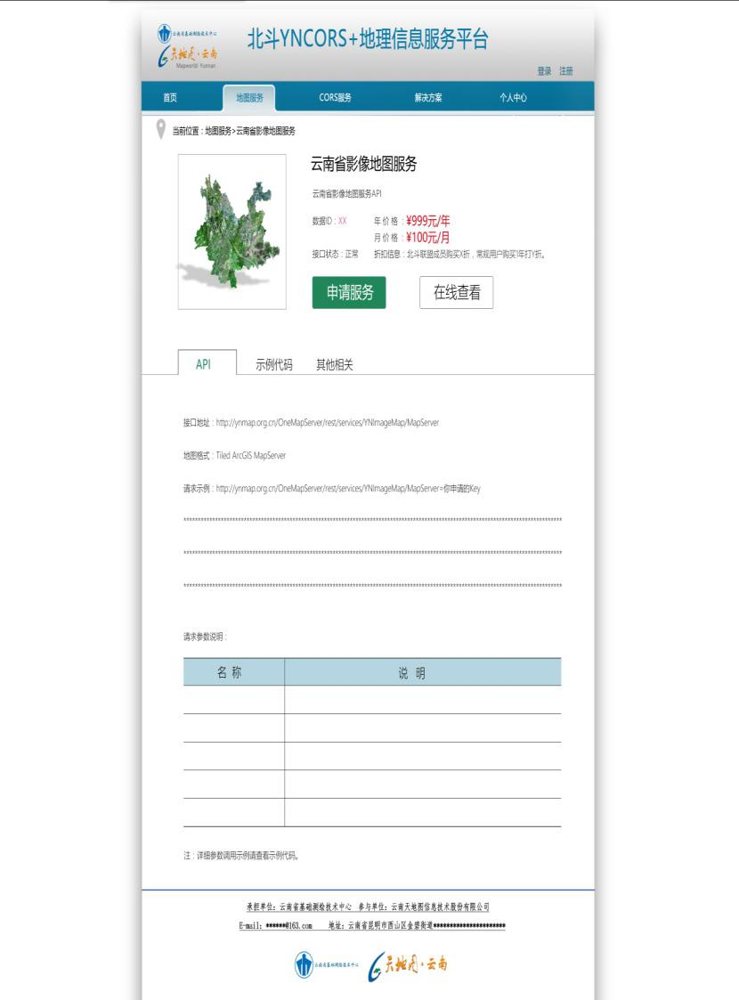 云南省基础测绘技术中心
天地图·云南
Mapworld Yunnan
北斗YNCORS+地理信息服务平台
登录 注册
首页 地图服务 CORS服务 解决方案 个人中心
当前位置：地图服务>云南省影像地图服务
云南省影像地图服务
云南省影像地图服务API
数据ID：XX 年 价 格 ：¥999元/年
月 价 格 ：¥100元/月
接口状态：正常 折扣信息：北斗联盟成员购买X折，常规用户购买1年打Y折。
申请服务 在线查看
API 示例代码 其他相关
接口地址：http://ynmap.org.cn/OneMapServer/rest/services/YNImageMap/MapServer
地图格式：Tiled ArcGIS MapServer
请求示例：http://ynmap.org.cn/OneMapServer/rest/services/YNImageMap/MapServer=你申请的Key
请求参数说明：
名 称 说 明
注：详细参数调用示例请查看示例代码。
承担单位：云南省基础测绘技术中心 参与单位：云南天地图信息技术股份有限公司
E-mail：******@163.com 地址：云南省昆明市西山区金碧街道**********************
云南省基础测绘技术中心 天地图·云南